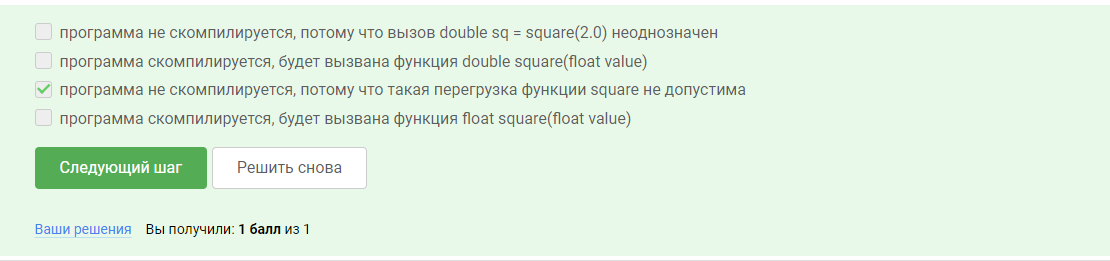 программа не скомпилируется, потому что вызов double sq = square(2.0) неоднозначен
программа скомпилируется, будет вызвана функция double square(float value)
программа не скомпилируется, потому что такая перегрузка функции square не допустима
программа скомпилируется, будет вызвана функция float square(float value)
Следующий шаг Решить снова
Ваши решения Вы получили: 1 балл из 1